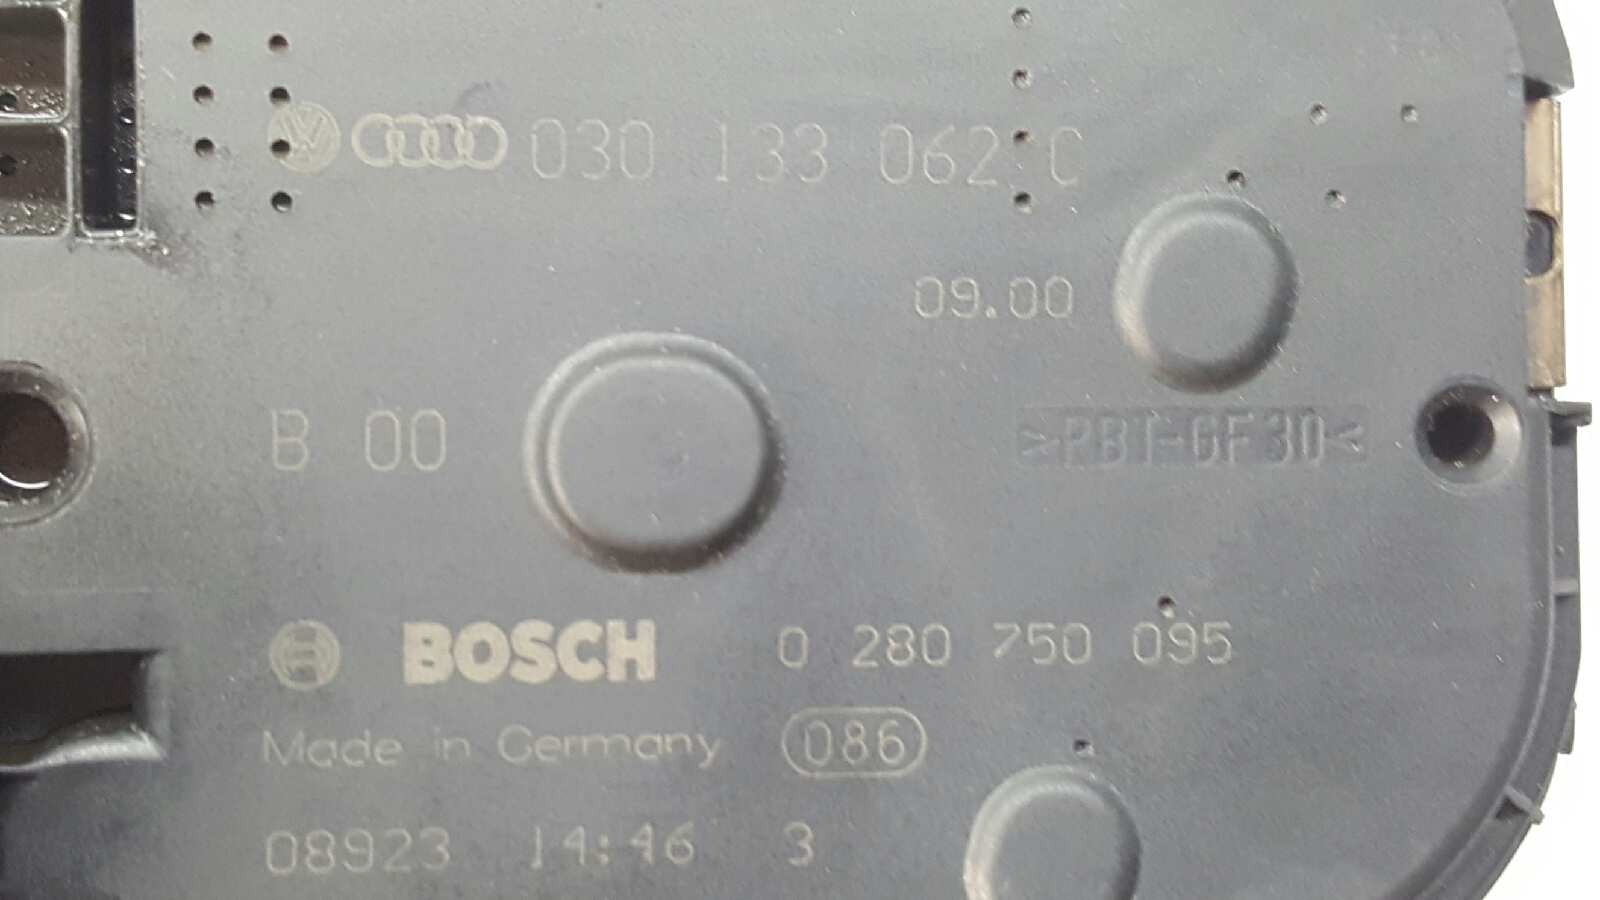 030 133 062 C
09.00
B 00
>PBT-GF30<
BOSCH 0 280 750 095
Made in Germany 086
08923 14:46 3